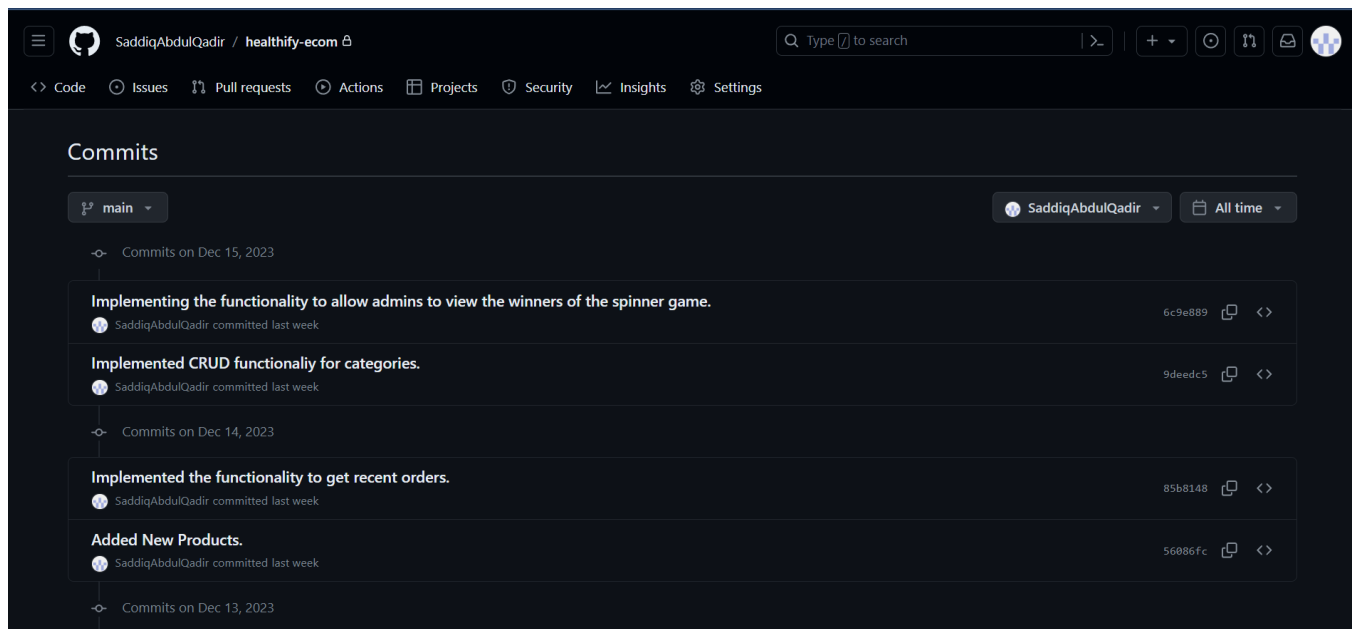 SaddiqAbdulQadir / healthify-ecom
Type / to search
Code Issues Pull requests Actions Projects Security Insights Settings
Commits
main
SaddiqAbdulQadir
All time
Commits on Dec 15, 2023
Implementing the functionality to allow admins to view the winners of the spinner game.
SaddiqAbdulQadir committed last week
6c9e889
Implemented CRUD functionaliy for categories.
SaddiqAbdulQadir committed last week
9deedc5
Commits on Dec 14, 2023
Implemented the functionality to get recent orders.
SaddiqAbdulQadir committed last week
85b8148
Added New Products.
SaddiqAbdulQadir committed last week
56086fc
Commits on Dec 13, 2023